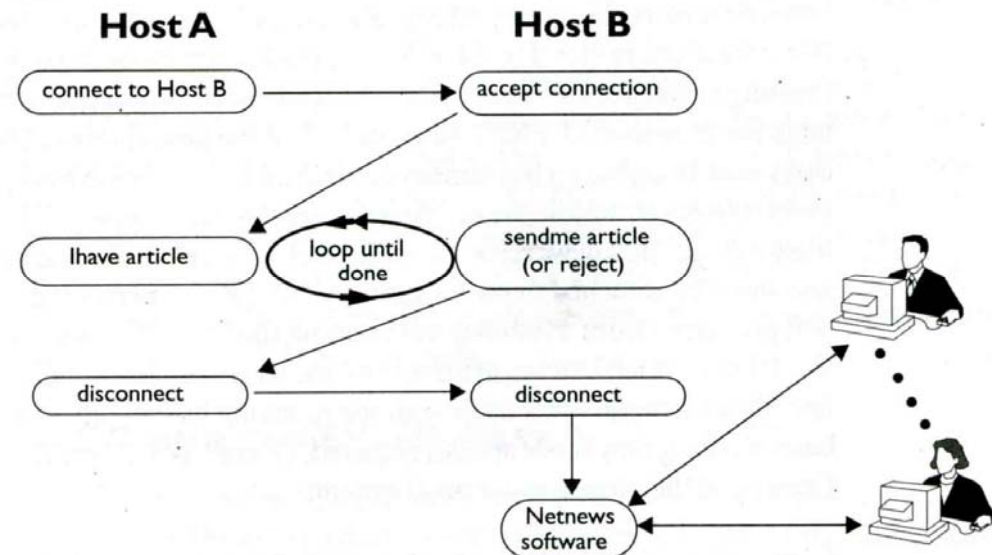 Host A
Host B
connect to Host B
accept connection
Ihave article
loop until
done
sendme article
(or reject)
disconnect
disconnect
Netnews
software